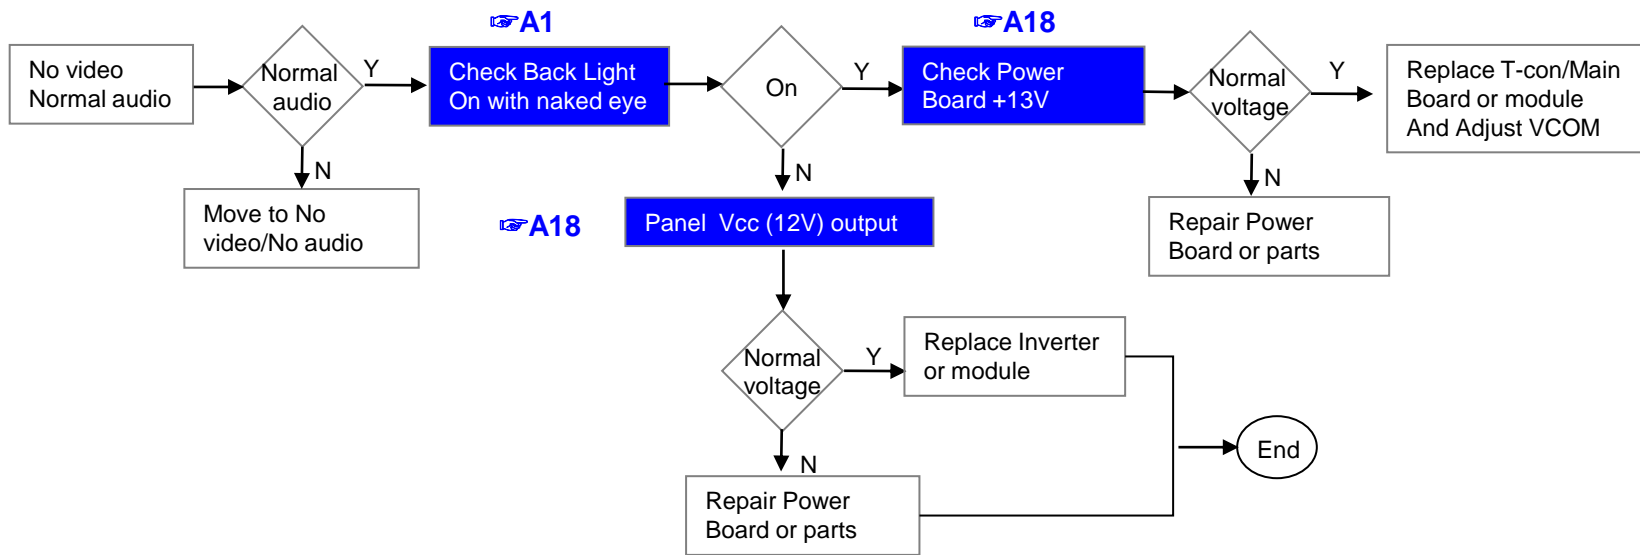 ☞A1
☞A18
No video
Normal audio
Normal
audio
Y
Check Back Light
On with naked eye
On
Y
Check Power
Board +13V
Normal
voltage
Y
Replace T-con/Main
Board or module
And Adjust VCOM
N
Move to No
video/No audio
N
☞A18
Panel Vcc (12V) output
N
Repair Power
Board or parts
Normal
voltage
Y
Replace Inverter
or module
End
N
Repair Power
Board or parts